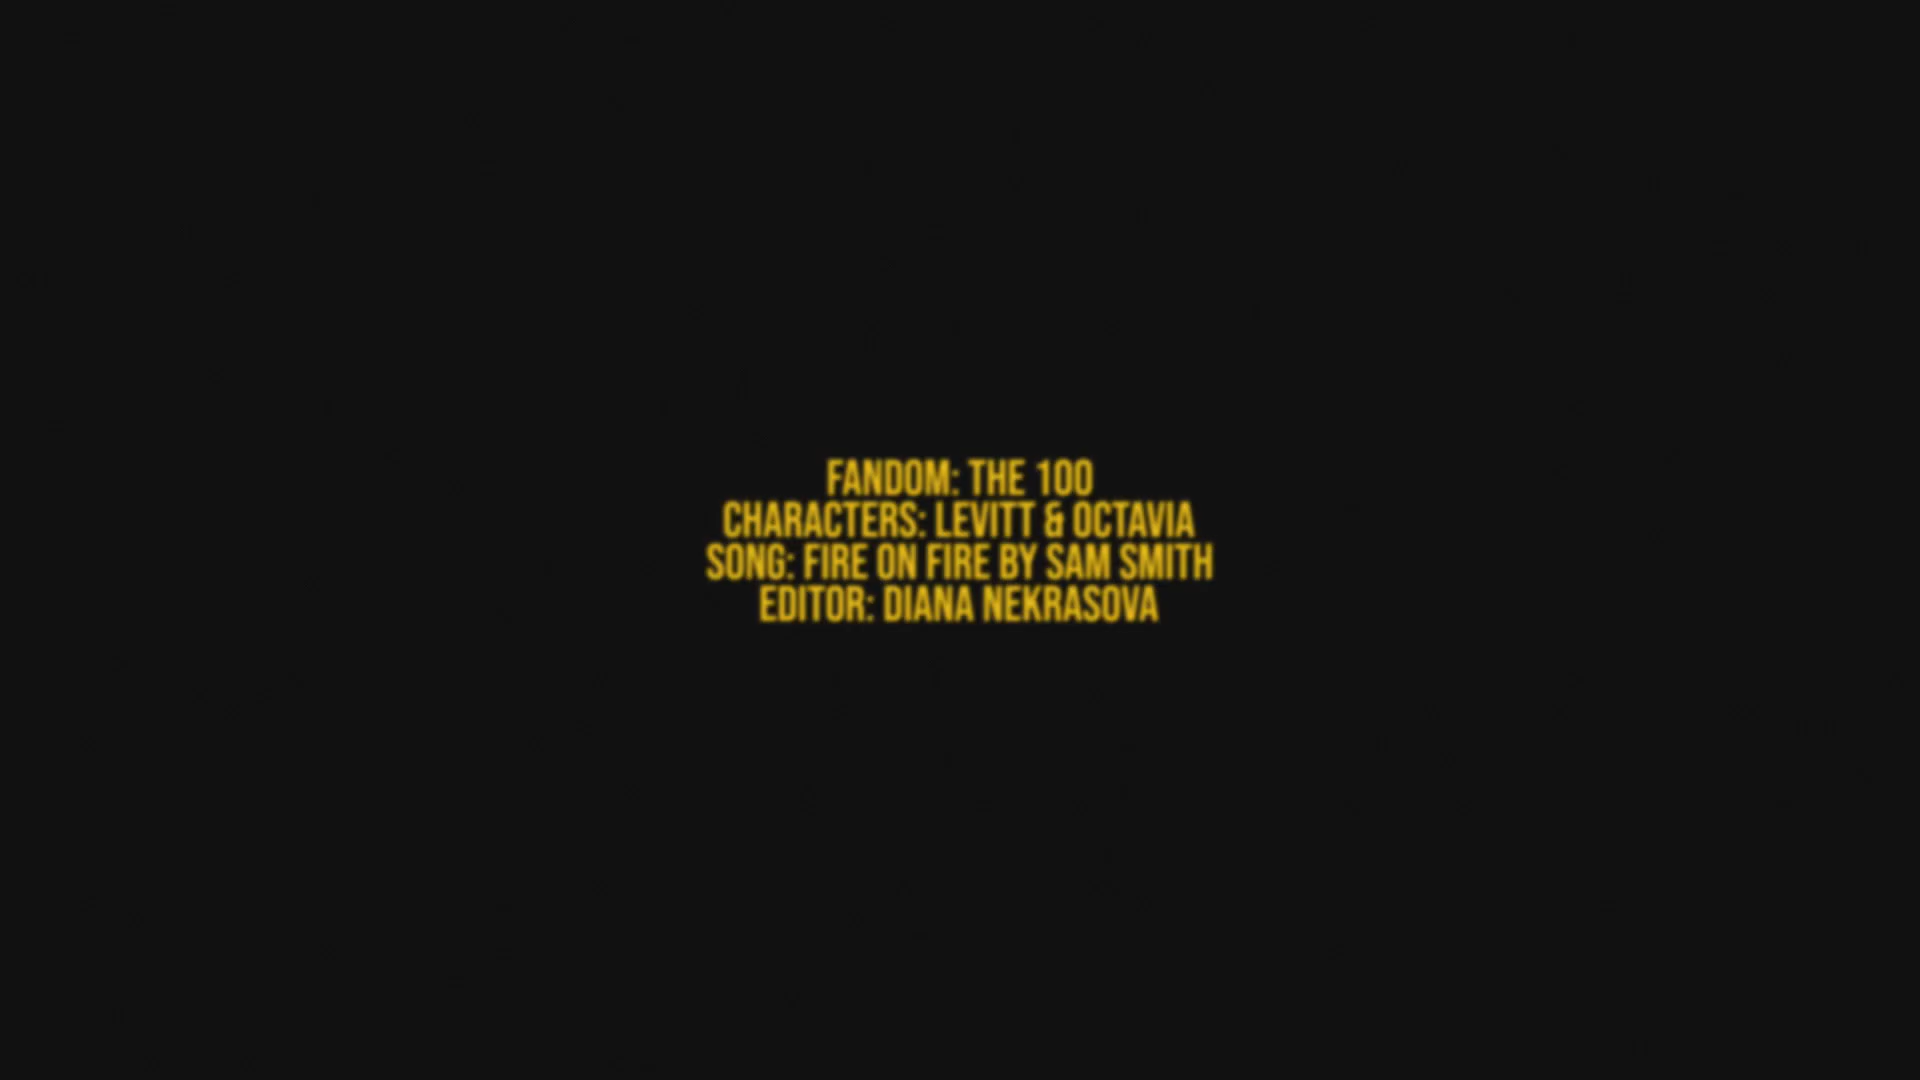 FANDOM: THE 100
CHARACTERS: LEVITT & OCTAVIA
SONG: FIRE ON FIRE BY SAM SMITH
EDITOR: DIANA NEKRASOVA